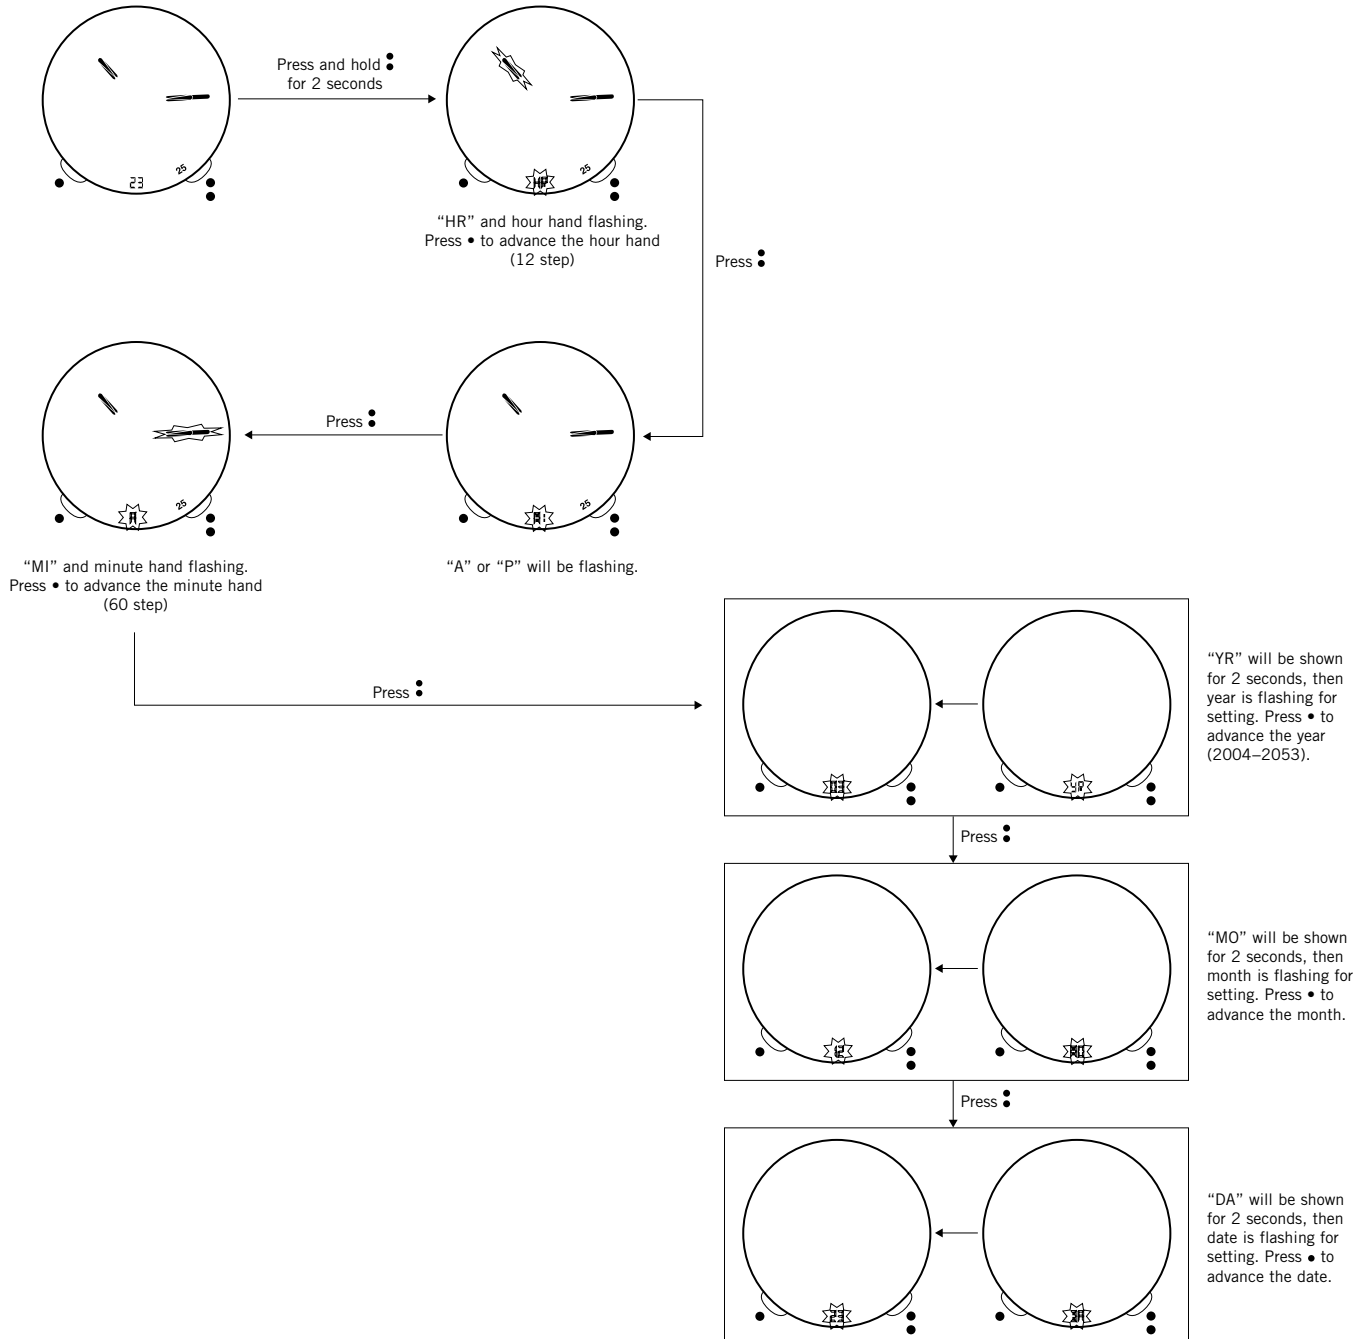 Press and hold :
for 2 seconds
23
25
HR
25
“HR” and hour hand flashing.
Press • to advance the hour hand
(12 step)
Press :
Press :
A
25
25
“MI” and minute hand flashing.
Press • to advance the minute hand
(60 step)
“A” or “P” will be flashing.
Press :
03
YR
“YR” will be shown
for 2 seconds, then
year is flashing for
setting. Press • to
advance the year
(2004–2053).
Press :
12
MO
“MO” will be shown
for 2 seconds, then
month is flashing for
setting. Press • to
advance the month.
Press :
23
“DA” will be shown
for 2 seconds, then
date is flashing for
setting. Press • to
advance the date.